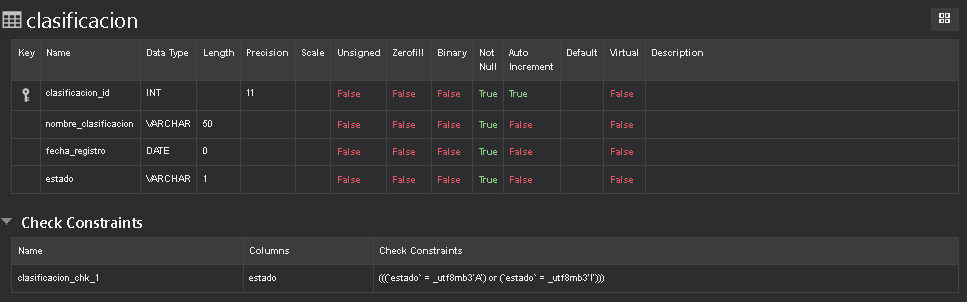 clasificacion
Key Name Data Type Length Precision Scale Unsigned Zerofill Binary Not Null Auto Increment Default Virtual Description
clasificacion_id INT 11 False False False True True False
nombre_clasificacion VARCHAR 50 False False False True False False
fecha_registro DATE 0 False False False True False False
estado VARCHAR 1 False False False True False False
Check Constraints
Name Columns Check Constraints
clasificacion_chk_1 estado (((`estado` = _utf8mb3'A') or (`estado` = _utf8mb3'I')))